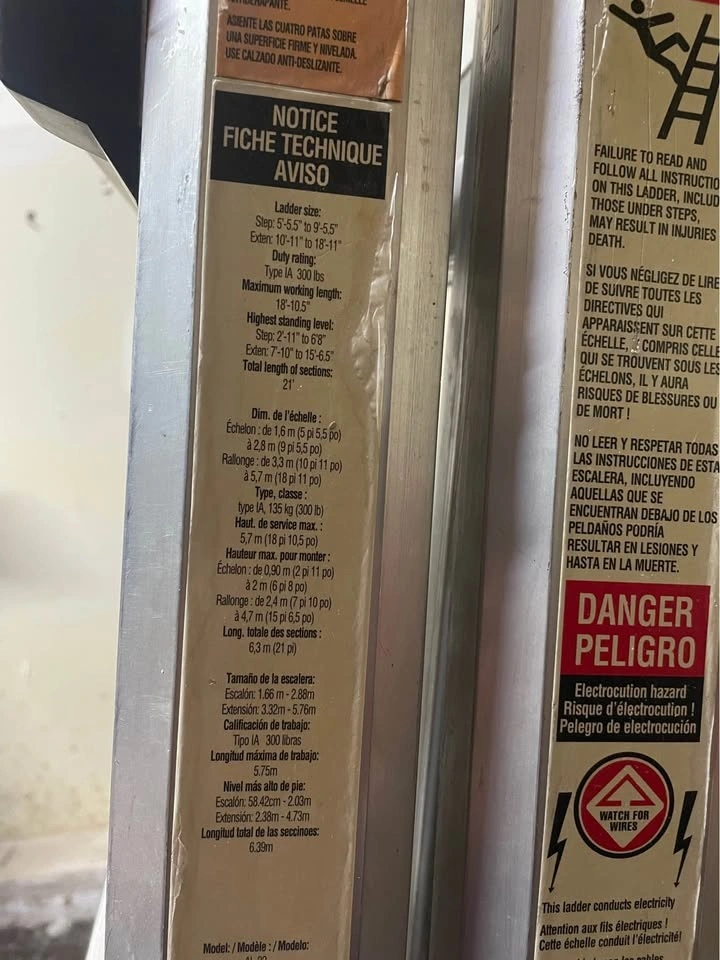 ASIENTE LAS CUATRO PATAS SOBRE
UNA SUPERFICIE FIRME Y NIVELADA.
USE CALZADO ANTI-DESLIZANTE.
NOTICE
FICHE TECHNIQUE
AVISO
Ladder size:
Step: 5'-5.5" to 9'-5.5"
Exten: 10'-11" to 18'-11"
Duty rating:
Type IA 300 lbs
Maximum working length:
18'-10.5"
Highest standing level:
Step: 2'-11" to 6'8"
Exten: 7'-10" to 15'-6.5"
Total length of sections:
21'
Dim. de l'échelle :
Échelon : de 1,6 m (5 pi 5,5 po)
à 2,8 m (9 pi 5,5 po)
Rallonge : de 3,3 m (10 pi 11 po)
à 5,7 m (18 pi 11 po)
Type, classe :
type IA, 135 kg (300 lb)
Haut. de service max. :
5,7 m (18 pi 10,5 po)
Hauteur max. pour monter :
Échelon : de 0,90 m (2 pi 11 po)
à 2 m (6 pi 8 po)
Rallonge : de 2,4 m (7 pi 10 po)
à 4,7 m (15 pi 6,5 po)
Long. totale des sections :
6,3 m (21 pi)
Tamaño de la escalera:
Escalón: 1.66 m - 2.88m
Extensión: 3.32m - 5.76m
Calificación de trabajo:
Tipo IA 300 libras
Longitud máxima de trabajo:
5.75m
Nivel más alto de pie:
Escalón: 58.42cm - 2.03m
Extensión: 2.38m - 4.73m
Longitud total de las seccinoes:
6.39m
Model: / Modèle : / Modelo:
FAILURE TO READ AND
FOLLOW ALL INSTRUCTIO
ON THIS LADDER, INCLUD
THOSE UNDER STEPS,
MAY RESULT IN INJURIES
DEATH.
SI VOUS NÉGLIGEZ DE LIRE
DE SUIVRE TOUTES LES
DIRECTIVES QUI
APPARAISSENT SUR CETTE
ÉCHELLE, Y COMPRIS CELLE
QUI SE TROUVENT SOUS LES
ÉCHELONS, IL Y AURA
RISQUES DE BLESSURES OU
DE MORT !
NO LEER Y RESPETAR TODAS
LAS INSTRUCCIONES DE ESTA
ESCALERA, INCLUYENDO
AQUELLAS QUE SE
ENCUENTRAN DEBAJO DE LOS
PELDAÑOS PODRÍA
RESULTAR EN LESIONES Y
HASTA EN LA MUERTE.
DANGER
PELIGRO
Electrocution hazard
Risque d'électrocution !
Pelegro de electrocución
WATCH FOR
WIRES
This ladder conducts electricity
Attention aux fils électriques !
Cette échelle conduit l'électricité!